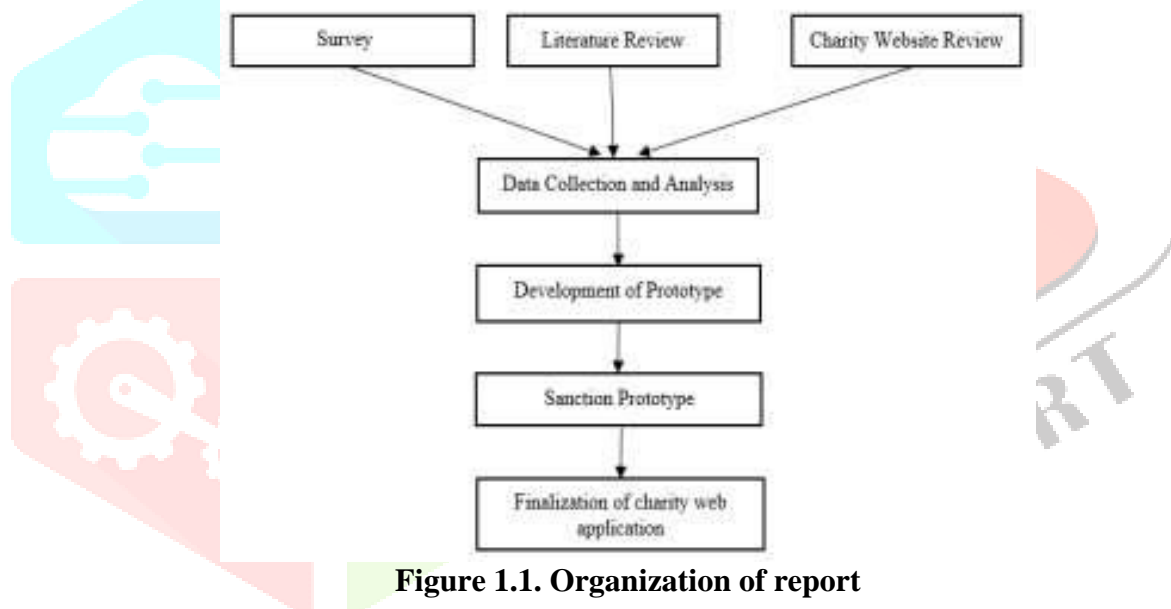 Survey
Literature Review
Charity Website Review
Data Collection and Analysis
Development of Prototype
Sanction Prototype
Finalization of charity web
application
RT
Figure 1.1. Organization of report